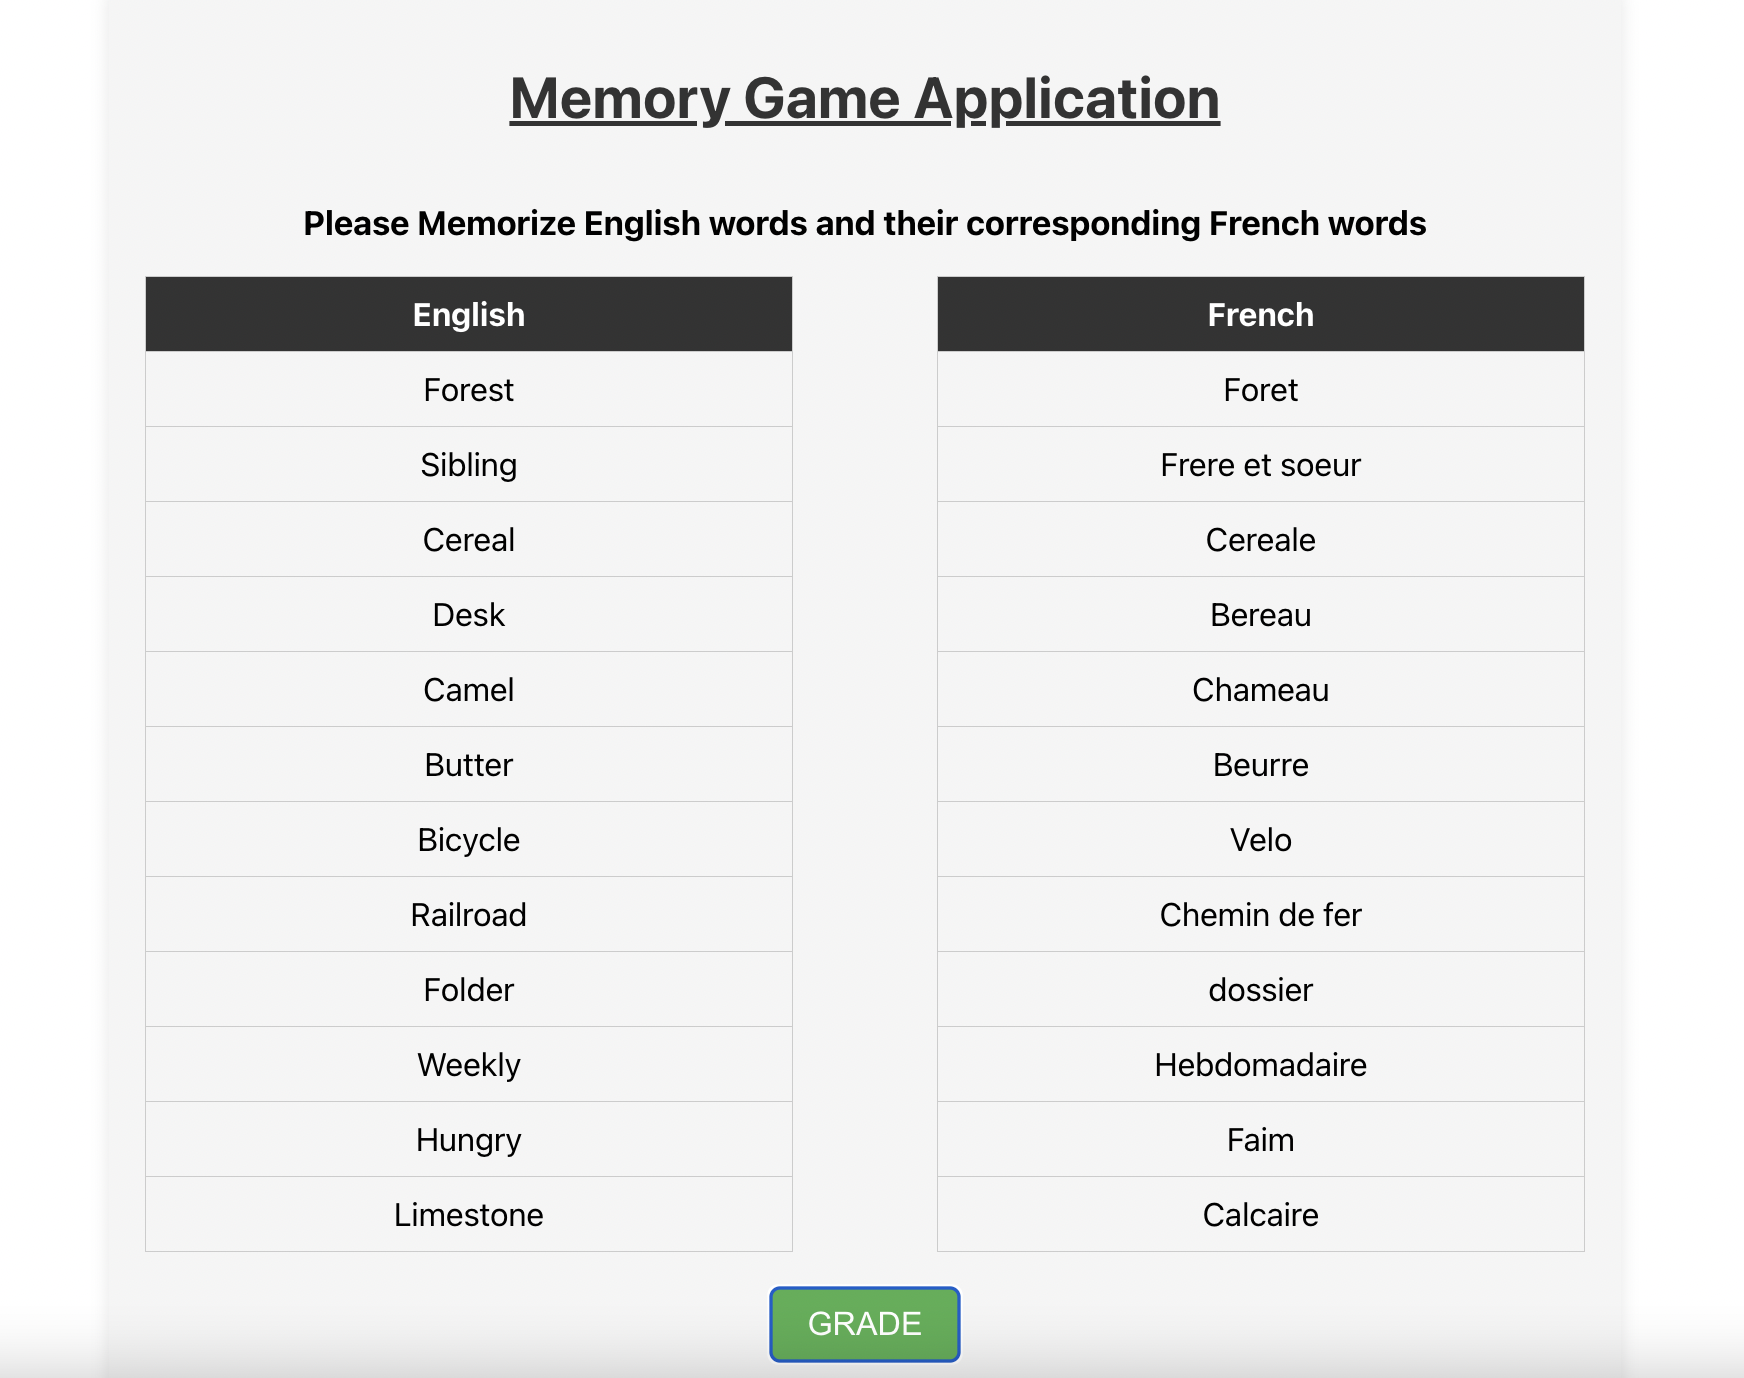 Memory Game Application
Please Memorize English words and their corresponding French words
English French
Forest Foret
Sibling Frere et soeur
Cereal Cereale
Desk Bereau
Camel Chameau
Butter Beurre
Bicycle Velo
Railroad Chemin de fer
Folder dossier
Weekly Hebdomadaire
Hungry Faim
Limestone Calcaire
GRADE